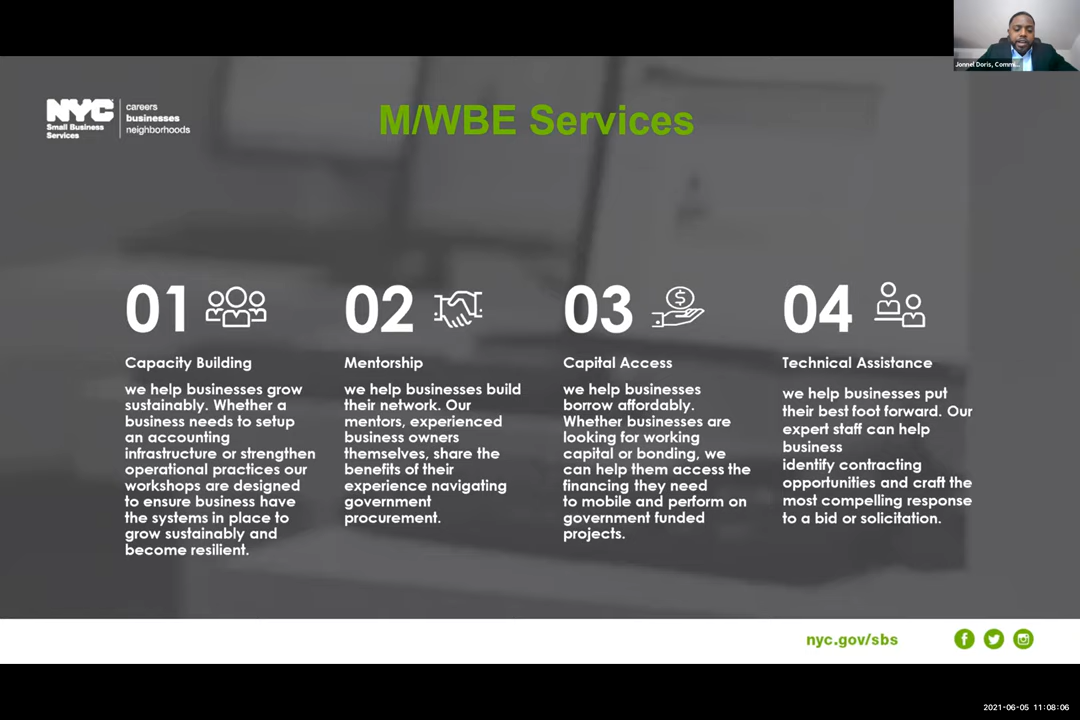 Jonnel Doris, Commi...
NYC
Small Business
Services
careers
businesses
neighborhoods
M/WBE Services
01
Capacity Building
we help businesses grow
sustainably. Whether a
business needs to setup
an accounting
infrastructure or strengthen
operational practices our
workshops are designed
to ensure business have
the systems in place to
grow sustainably and
become resilient.
02
Mentorship
we help businesses build
their network. Our
mentors, experienced
business owners
themselves, share the
benefits of their
experience navigating
government
procurement.
03
Capital Access
we help businesses
borrow affordably.
Whether businesses are
looking for working
capital or bonding, we
can help them access the
financing they need
to mobile and perform on
government funded
projects.
04
Technical Assistance
we help businesses put
their best foot forward. Our
expert staff can help
business
identify contracting
opportunities and craft the
most compelling response
to a bid or solicitation.
nyc.gov/sbs
2021-06-05 11:08:06